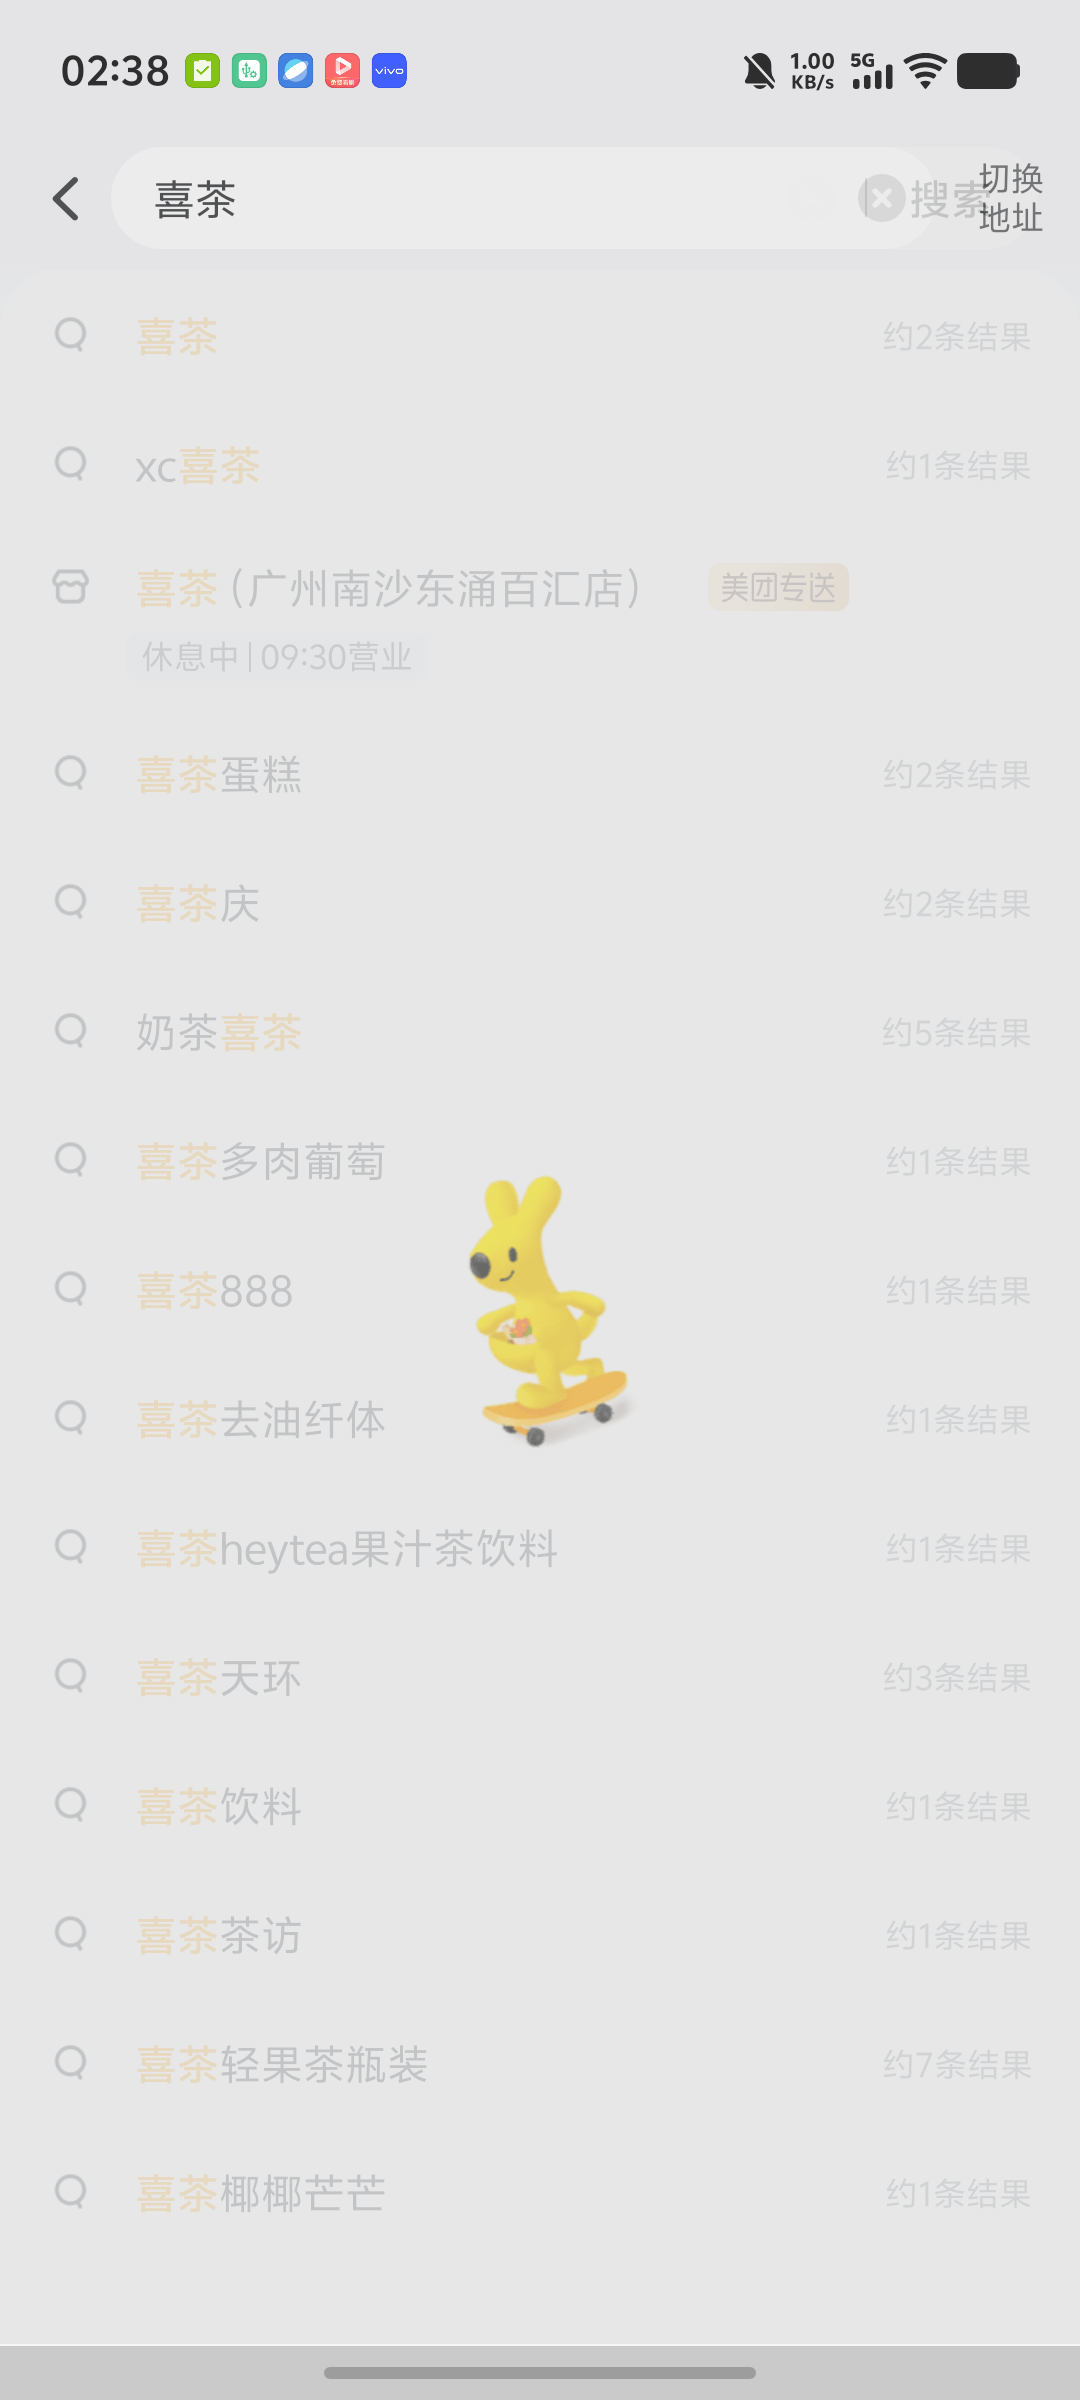 02:38
vivo
1.00 KB/s
5G
喜茶
搜索
切换
地址
喜茶 约2条结果
xc喜茶 约1条结果
喜茶(广州南沙东涌百汇店) 美团专送
休息中|09:30营业
喜茶蛋糕 约2条结果
喜茶庆 约2条结果
奶茶喜茶 约5条结果
喜茶多肉葡萄 约1条结果
喜茶888 约1条结果
喜茶去油纤体 约1条结果
喜茶heytea果汁茶饮料 约1条结果
喜茶天环 约3条结果
喜茶饮料 约1条结果
喜茶茶访 约1条结果
喜茶轻果茶瓶装 约7条结果
喜茶椰椰芒芒 约1条结果